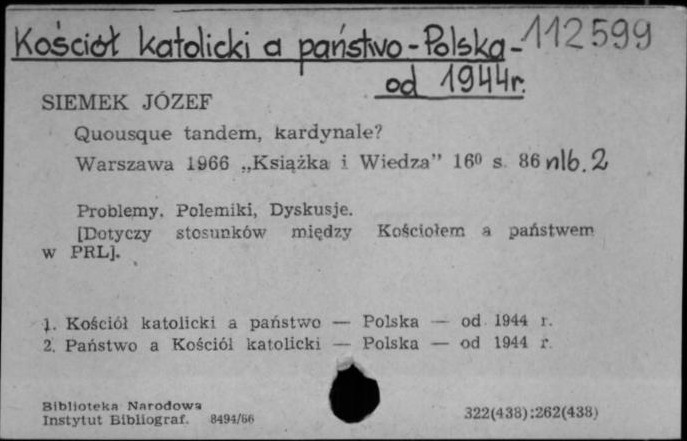 Kościół katolicki a państwo - Polska - 112599
od 1944 r.
SIEMEK JÓZEF
Quousque tandem, kardynale?
Warszawa 1966 „Książka i Wiedza” 16⁰ s. 86 nlb. 2
Problemy. Polemiki, Dyskusje.
[Dotyczy stosunków między Kościołem a państwem
w PRL].
1. Kościół katolicki a państwo — Polska — od 1944 r.
2. Państwo a Kościół katolicki — Polska — od 1944 r.
Biblioteka Narodowa
Instytut Bibliograf. 8494/66
322(438):262(438)